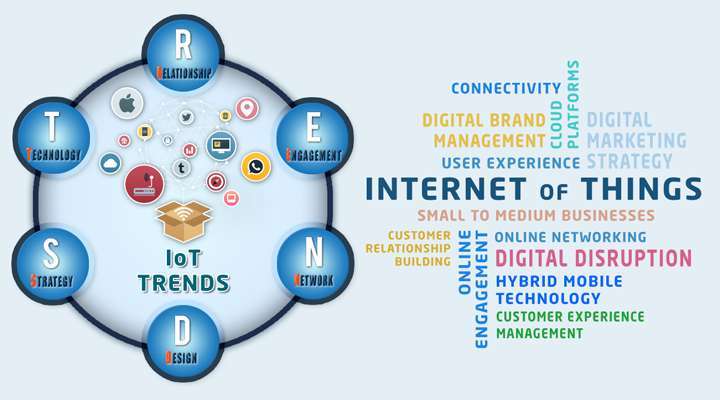 R
RELATIONSHIP
T
TECHNOLOGY
E
ENGAGEMENT
S
STRATEGY
N
NETWORK
D
DESIGN
t
IoT
TRENDS
CONNECTIVITY
CLOUD
PLATFORMS
DIGITAL BRAND
MANAGEMENT
DIGITAL
MARKETING
STRATEGY
USER EXPERIENCE
INTERNET OF THINGS
SMALL TO MEDIUM BUSINESSES
CUSTOMER
RELATIONSHIP
BUILDING
ONLINE
ENGAGEMENT
ONLINE NETWORKING
DIGITAL DISRUPTION
HYBRID MOBILE
TECHNOLOGY
CUSTOMER EXPERIENCE
MANAGEMENT